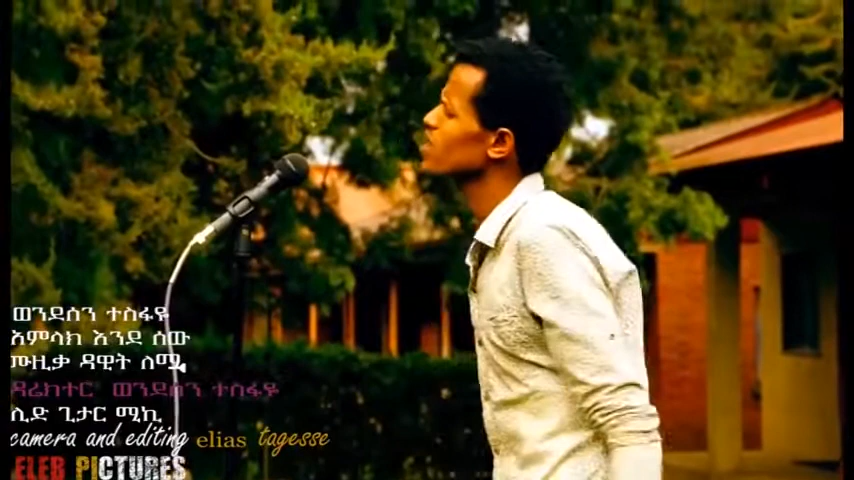 ወንደሰን ተስፋዬ
አምላክ እንደ ሰው
ሙዚቃ ዳዊት ለሚ
ዳሬክተር ወንደሰን ተስፋዬ
ሊድ ጊታር ሚኪ
camera and editing elias tagesse
ELEB PICTURES